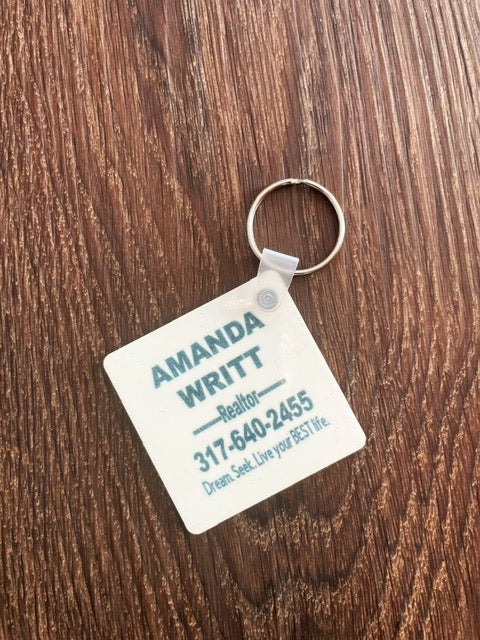 AMANDA
WRITT
Realtor
317-640-2455
Dream. Seek. Live your BEST life.